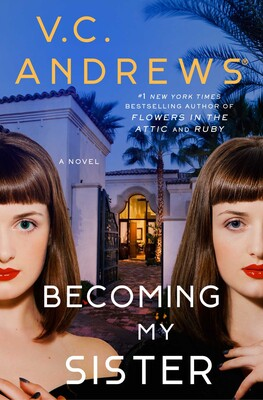 V.C.
ANDREWS®
#1 NEW YORK TIMES
BESTSELLING AUTHOR OF
FLOWERS IN THE
ATTIC AND RUBY
A NOVEL
BECOMING
MY
SISTER